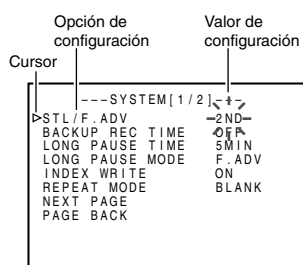 Opción de configuración
Valor de configuración
Cursor
---SYSTEM[1/2]---
STL/F.ADV 2ND
BACKUP REC TIME OFF
LONG PAUSE TIME 5MIN
LONG PAUSE MODE F.ADV
INDEX WRITE ON
REPEAT MODE BLANK
NEXT PAGE
PAGE BACK